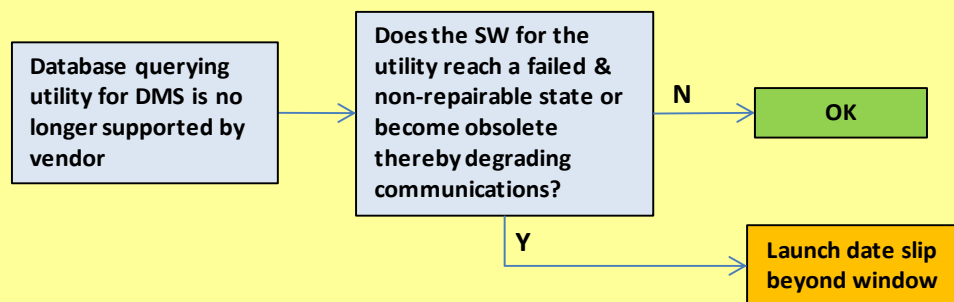 Database querying
utility for DMS is no
longer supported by
vendor
Does the SW for the
utility reach a failed &
non-repairable state or
become obsolete
thereby degrading
communications?
N
OK
Y
Launch date slip
beyond window